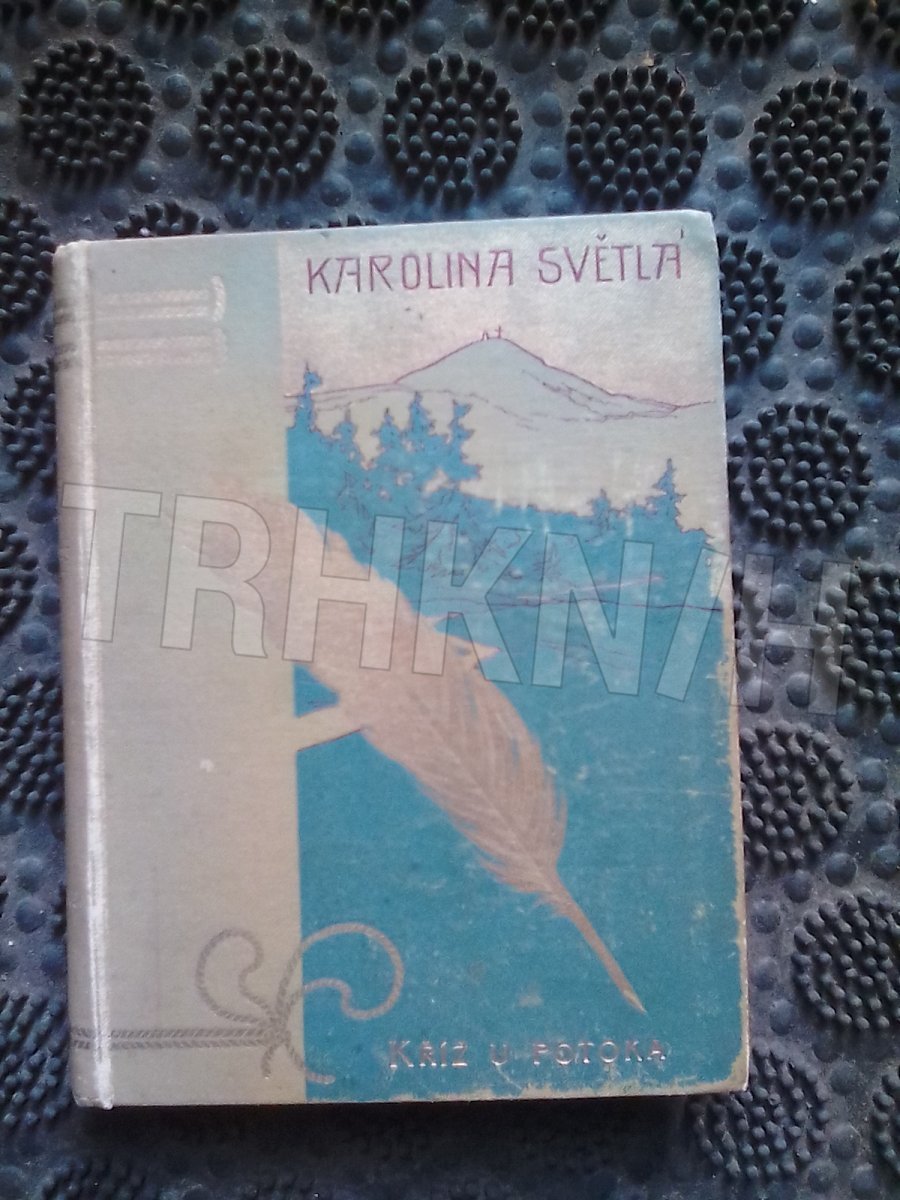 KAROLINA SVĚTLÁ
TRHKNIH
KŘÍŽ U POTOKA